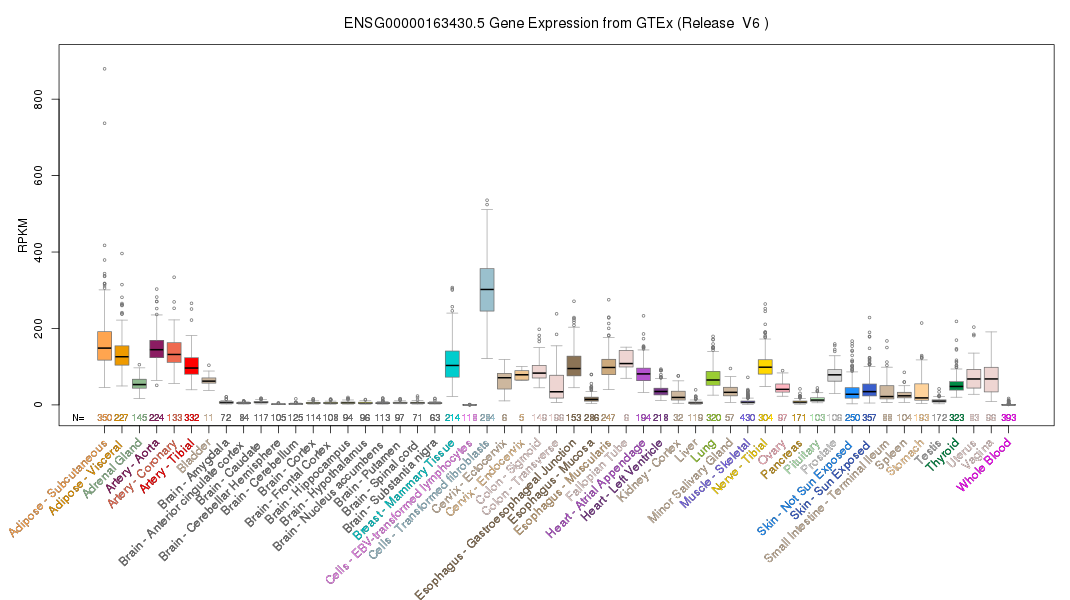 ENSG00000163430.5 Gene Expression from GTEx (Release V6 )
RPKM
800
600
400
200
0
N= 350 227 145 224 133 332 11 72 84 117 105 125 114 108 94 96 113 97 71 63 214 118 284 6 5 149 196 153 286 247 6 194 218 32 119 320 57 430 304 97 171 103 106 250 357 88 104 193 172 323 83 96 393
Adipose - Subcutaneous
Adipose - Visceral
Adrenal Gland
Artery - Aorta
Artery - Coronary
Artery - Tibial
Bladder
Brain - Amygdala
Brain - Anterior cingulate cortex
Brain - Caudate
Brain - Cerebellar Hemisphere
Brain - Cerebellum
Brain - Cortex
Brain - Frontal Cortex
Brain - Hippocampus
Brain - Hypothalamus
Brain - Nucleus accumbens
Brain - Putamen
Brain - Spinal cord
Brain - Substantia nigra
Breast - Mammary Tissue
Cells - EBV-transformed lymphocytes
Cells - Transformed fibroblasts
Cervix - Ectocervix
Cervix - Endocervix
Colon - Sigmoid
Colon - Transverse
Esophagus - Gastroesophageal Junction
Esophagus - Mucosa
Esophagus - Muscularis
Fallopian Tube
Heart - Atrial Appendage
Heart - Left Ventricle
Kidney - Cortex
Liver
Lung
Minor Salivary Gland
Muscle - Skeletal
Nerve - Tibial
Ovary
Pancreas
Pituitary
Prostate
Skin - Not Sun Exposed
Skin - Sun Exposed
Small Intestine - Terminal Ileum
Spleen
Stomach
Testis
Thyroid
Uterus
Vagina
Whole Blood